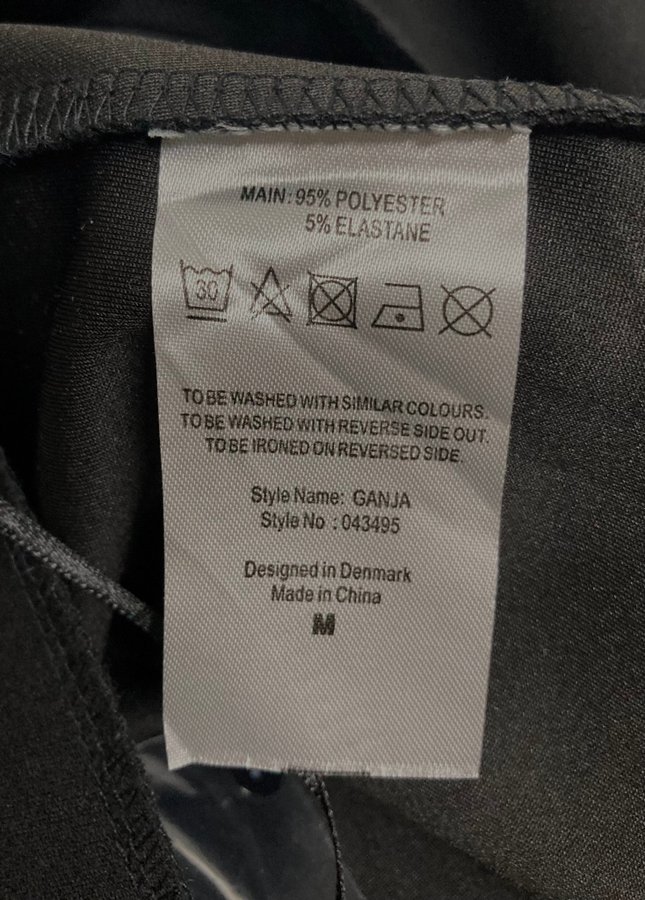 MAIN: 95% POLYESTER
5% ELASTANE
30
TO BE WASHED WITH SIMILAR COLOURS.
TO BE WASHED WITH REVERSE SIDE OUT.
TO BE IRONED ON REVERSED SIDE.
Style Name: GANJA
Style No : 043495
Designed in Denmark
Made in China
M